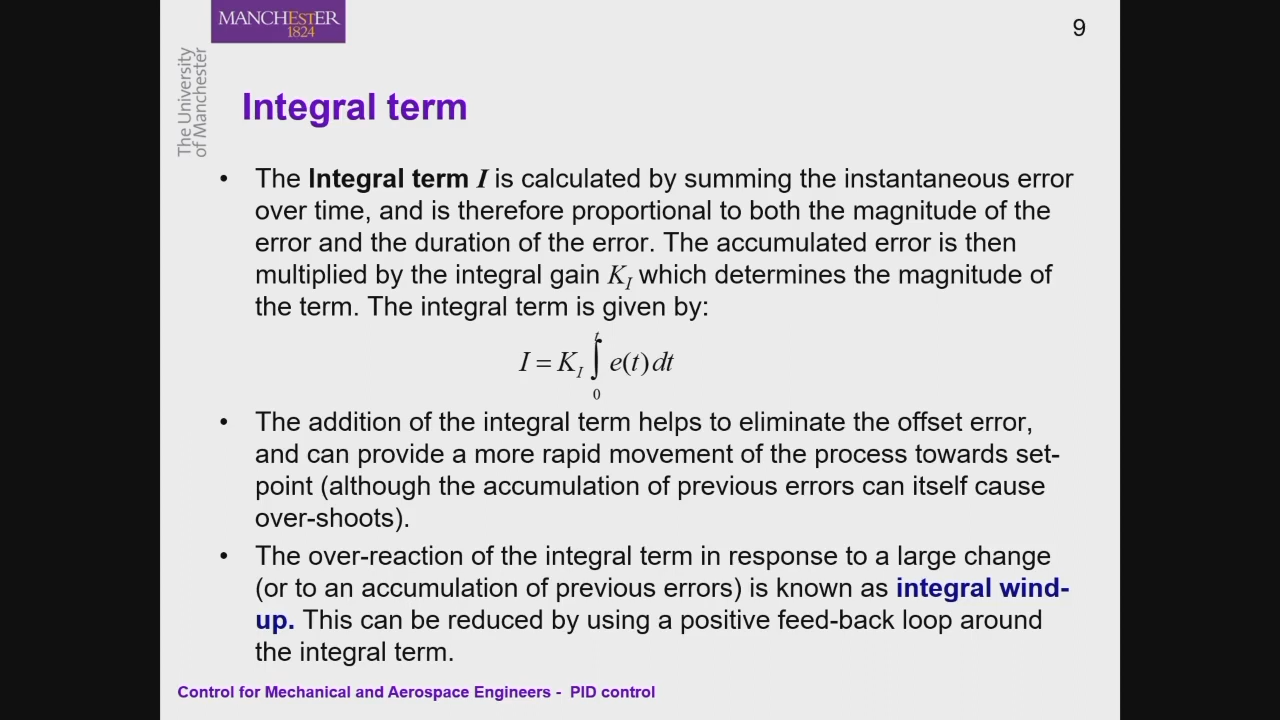 MANCHESTER
1824
9
The University
of Manchester
Integral term
• The Integral term I is calculated by summing the instantaneous error
over time, and is therefore proportional to both the magnitude of the
error and the duration of the error. The accumulated error is then
multiplied by the integral gain K_I which determines the magnitude of
the term. The integral term is given by:
I = K_I ∫_0^t e(t) dt
• The addition of the integral term helps to eliminate the offset error,
and can provide a more rapid movement of the process towards set-
point (although the accumulation of previous errors can itself cause
over-shoots).
• The over-reaction of the integral term in response to a large change
(or to an accumulation of previous errors) is known as integral wind-
up. This can be reduced by using a positive feed-back loop around
the integral term.
Control for Mechanical and Aerospace Engineers - PID control